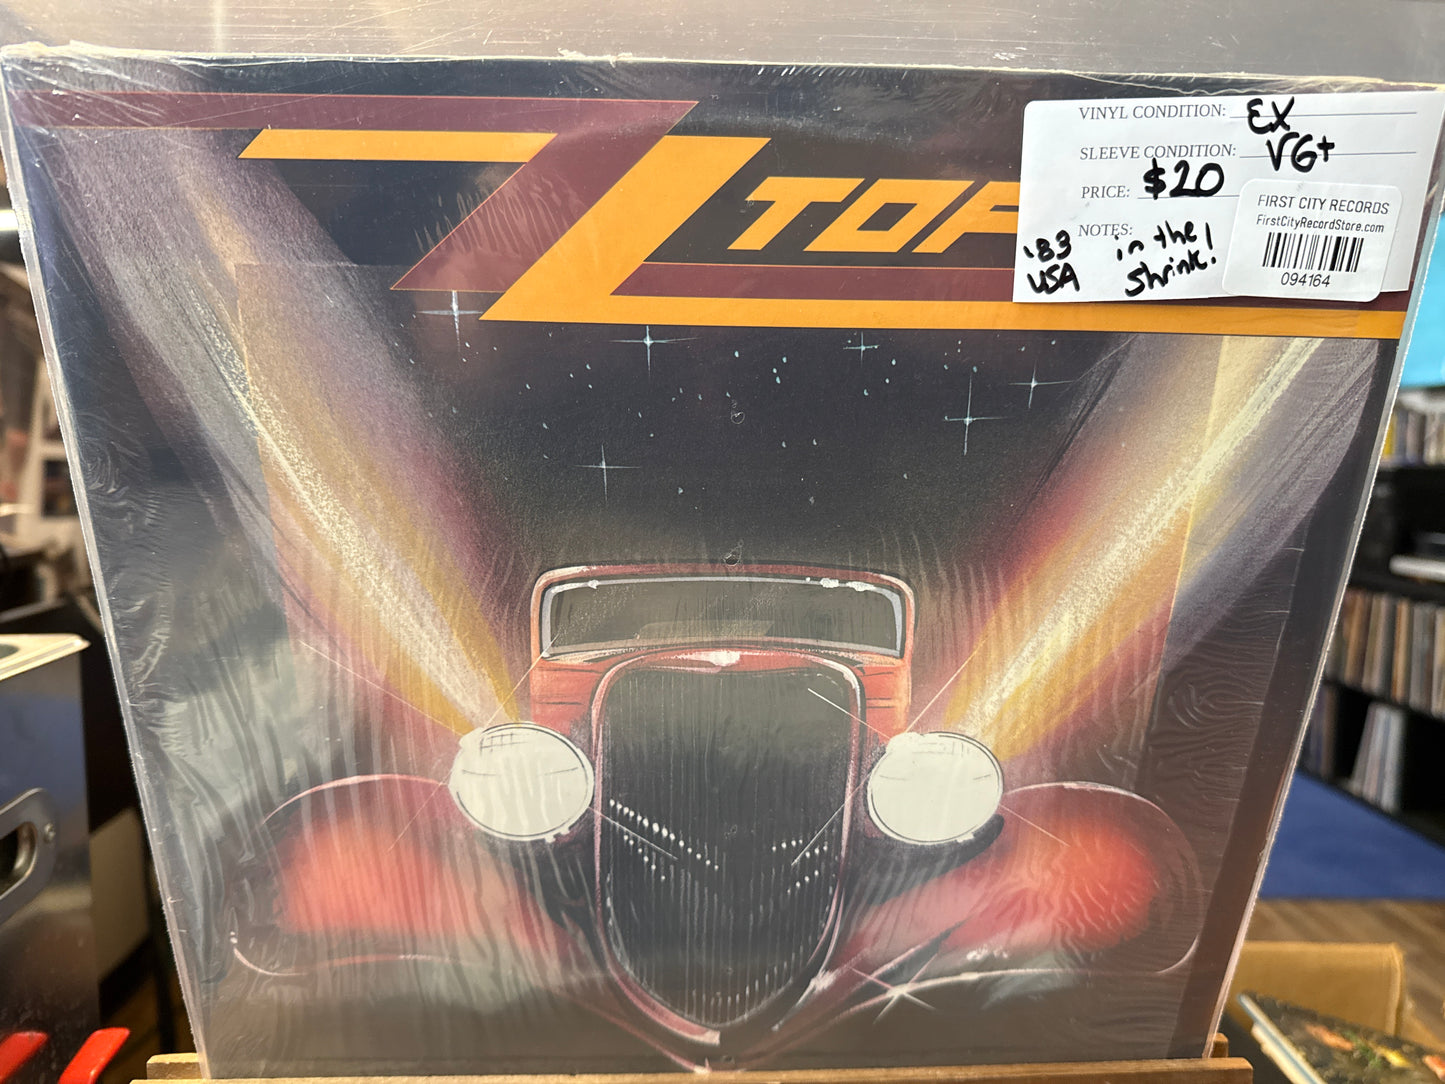 ZZ TOP
VINYL CONDITION: EX
SLEEVE CONDITION: VG+
PRICE: $20
NOTES:
'83 USA
in the shrink!
FIRST CITY RECORDS
FirstCityRecordStore.com
094164